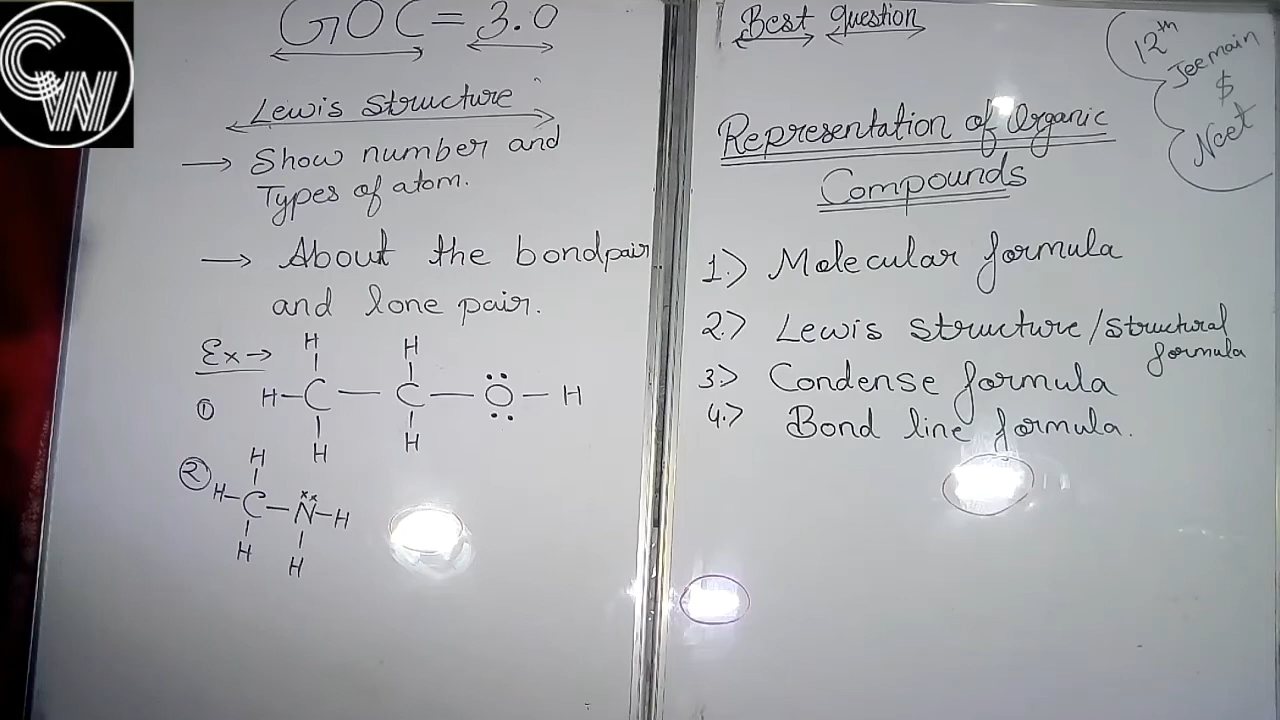 CW
GOC = 3.0
Lewis Structure
→ Show number and
Types of atom.
→ About the bondpair
and lone pair.
Ex→
①
H H
H-C-C-Ö-H
H H
②
H
H-C-N-H
H H
Best question
12th
Jee main
$
Neet
Representation of Organic
Compounds
1.) Molecular formula
2.) Lewis structure/structural
formula
3.) Condense formula
4.) Bond line formula.